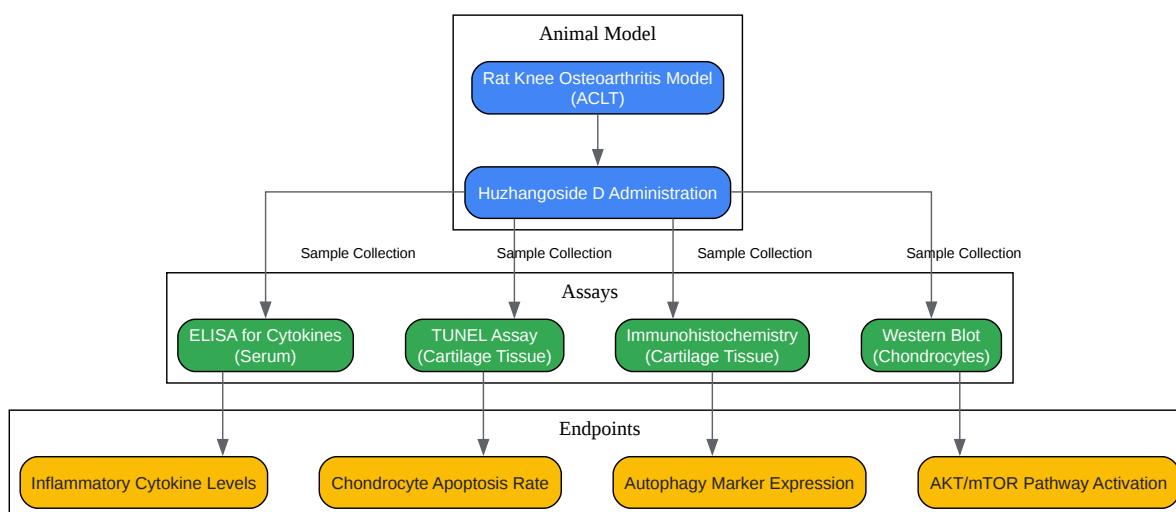 Animal Model
Rat Knee Osteoarthritis Model
(ACLT)
Huzhangoside D Administration
Sample Collection
Sample Collection
Sample Collection
Sample Collection
Assays
ELISA for Cytokines
(Serum)
TUNEL Assay
(Cartilage Tissue)
Immunohistochemistry
(Cartilage Tissue)
Western Blot
(Chondrocytes)
Endpoints
Inflammatory Cytokine Levels
Chondrocyte Apoptosis Rate
Autophagy Marker Expression
AKT/mTOR Pathway Activation